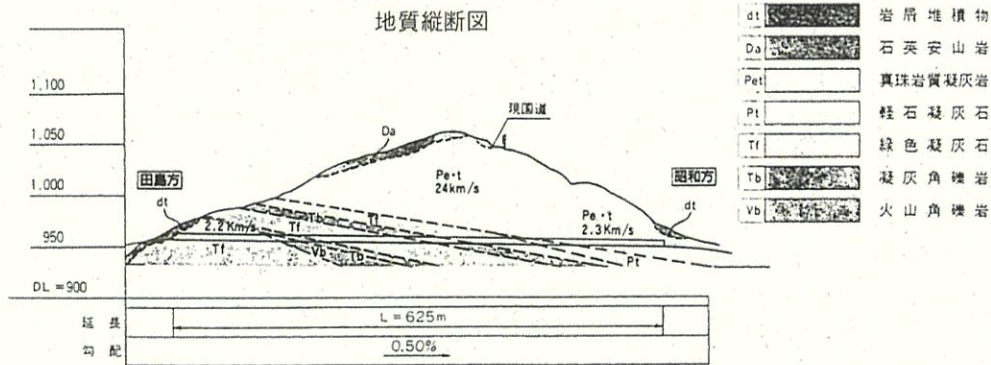 地質縦断図
dt 岩屑堆積物
Da 石英安山岩
Pet 真珠岩質凝灰岩
Pt 軽石凝灰石
Tf 緑色凝灰石
Tb 凝灰角礫岩
Vb 火山角礫岩
1,100
1,050
1,000
950
DL=900
現国道
Da
田島方
昭和方
Pe・t
24km/s
Pe・t
2.3Km/s
dt
dt
Tb
Tf
Tf
2.2Km/s
Tf
Vb
Tb
Pt
延長
L=625m
勾配
0.50%